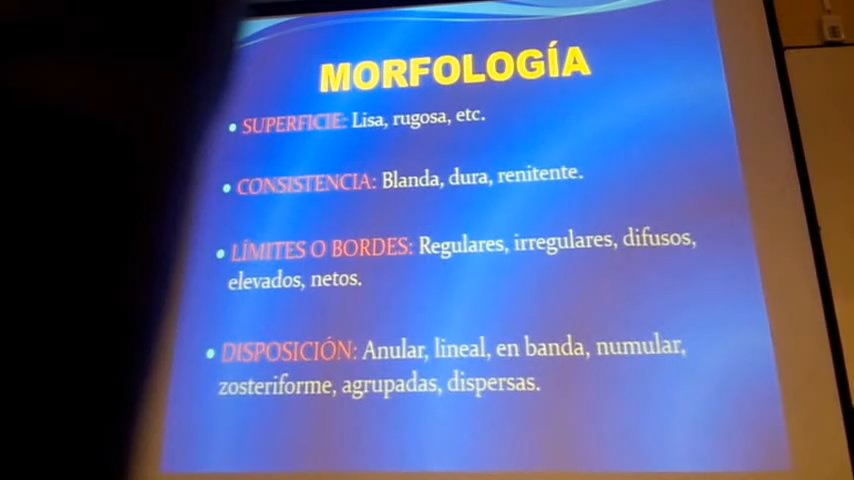 MORFOLOGÍA
• SUPERFICIE: Lisa, rugosa, etc.
• CONSISTENCIA: Blanda, dura, renitente.
• LÍMITES O BORDES: Regulares, irregulares, difusos,
elevados, netos.
• DISPOSICIÓN: Anular, lineal, en banda, numular,
zosteriforme, agrupadas, dispersas.